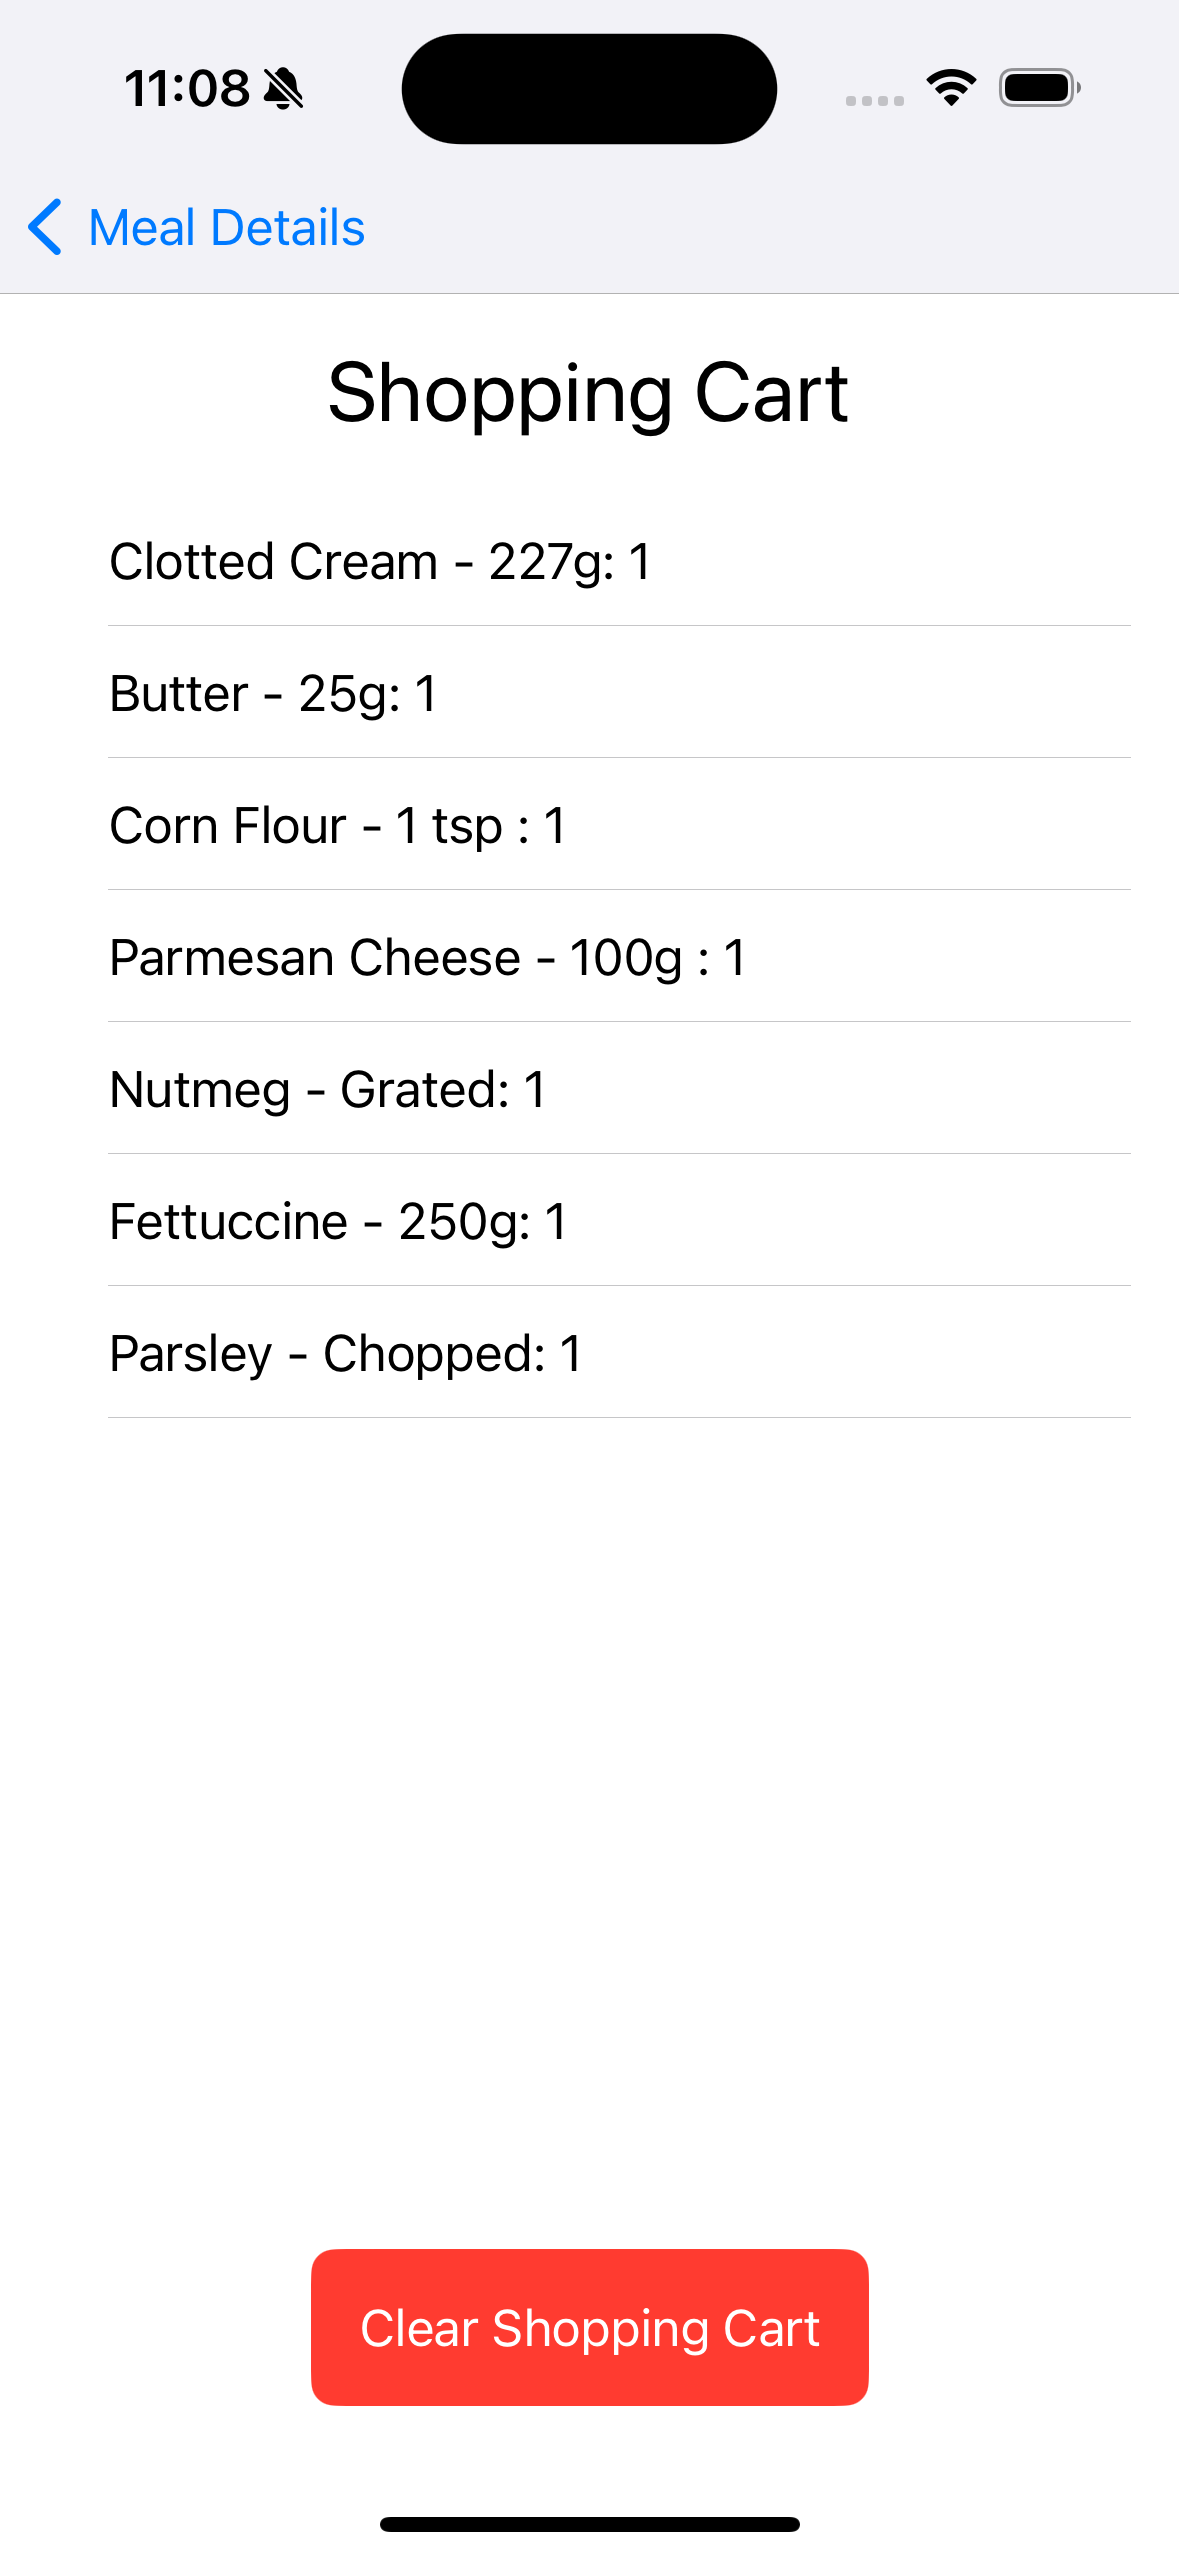 11:08
Meal Details
Shopping Cart
Clotted Cream - 227g: 1
Butter - 25g: 1
Corn Flour - 1 tsp : 1
Parmesan Cheese - 100g : 1
Nutmeg - Grated: 1
Fettuccine - 250g: 1
Parsley - Chopped: 1
Clear Shopping Cart